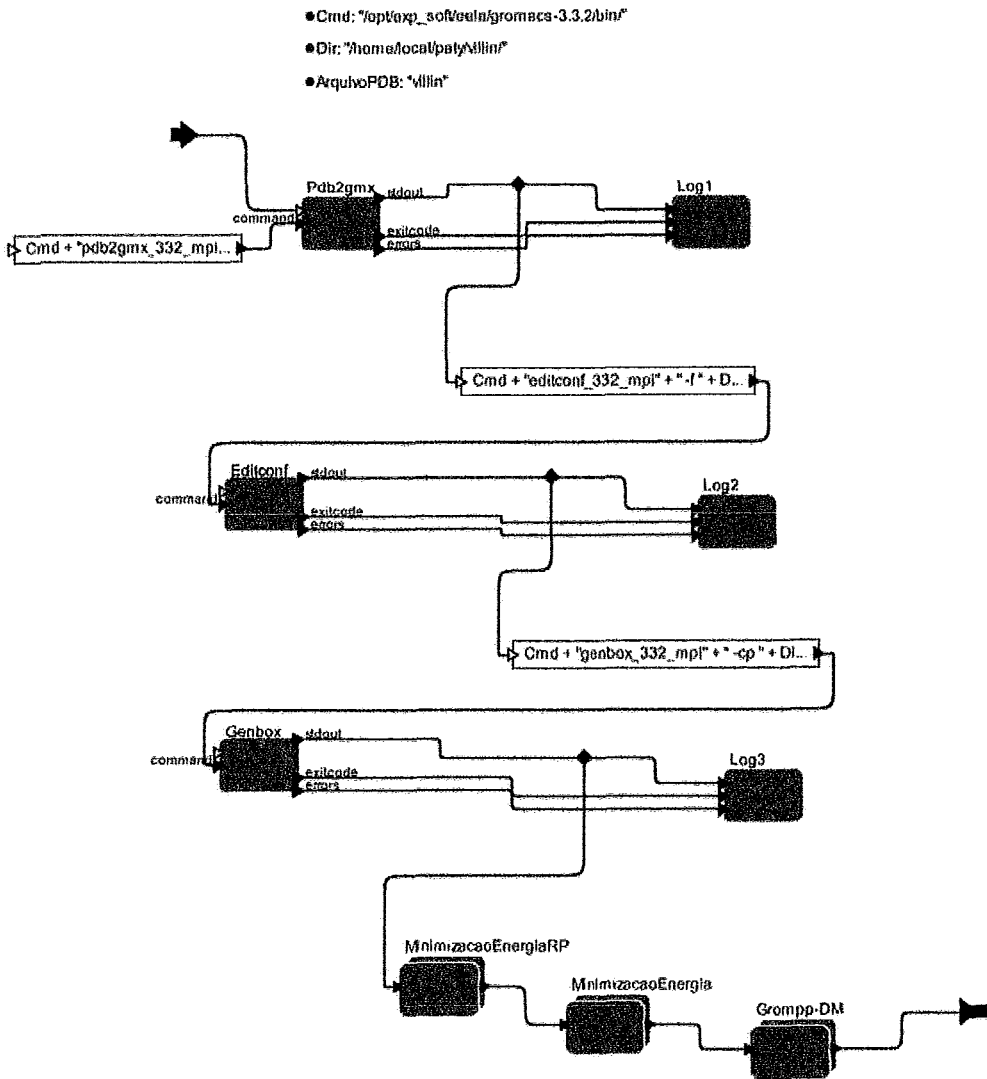 ●Cmd: "/opt/exp_soft/eela/gromacs-3.3.2/bin/"
●Dir: "/home/local/paty/villin/"
●ArquivoPDB: "villin"
Pdb2gmx
stdout
Log1
command
exitcode
errors
Cmd + "pdb2gmx_332_mpi...
Cmd + "editconf_332_mpi" + " -f " + D...
Editconf
stdout
Log2
command
exitcode
errors
Cmd + "genbox_332_mpi" + " -cp " + Di...
Genbox
stdout
Log3
command
exitcode
errors
MinimizacaoEnergiaRP
MinimizacaoEnergia
Grompp-DM